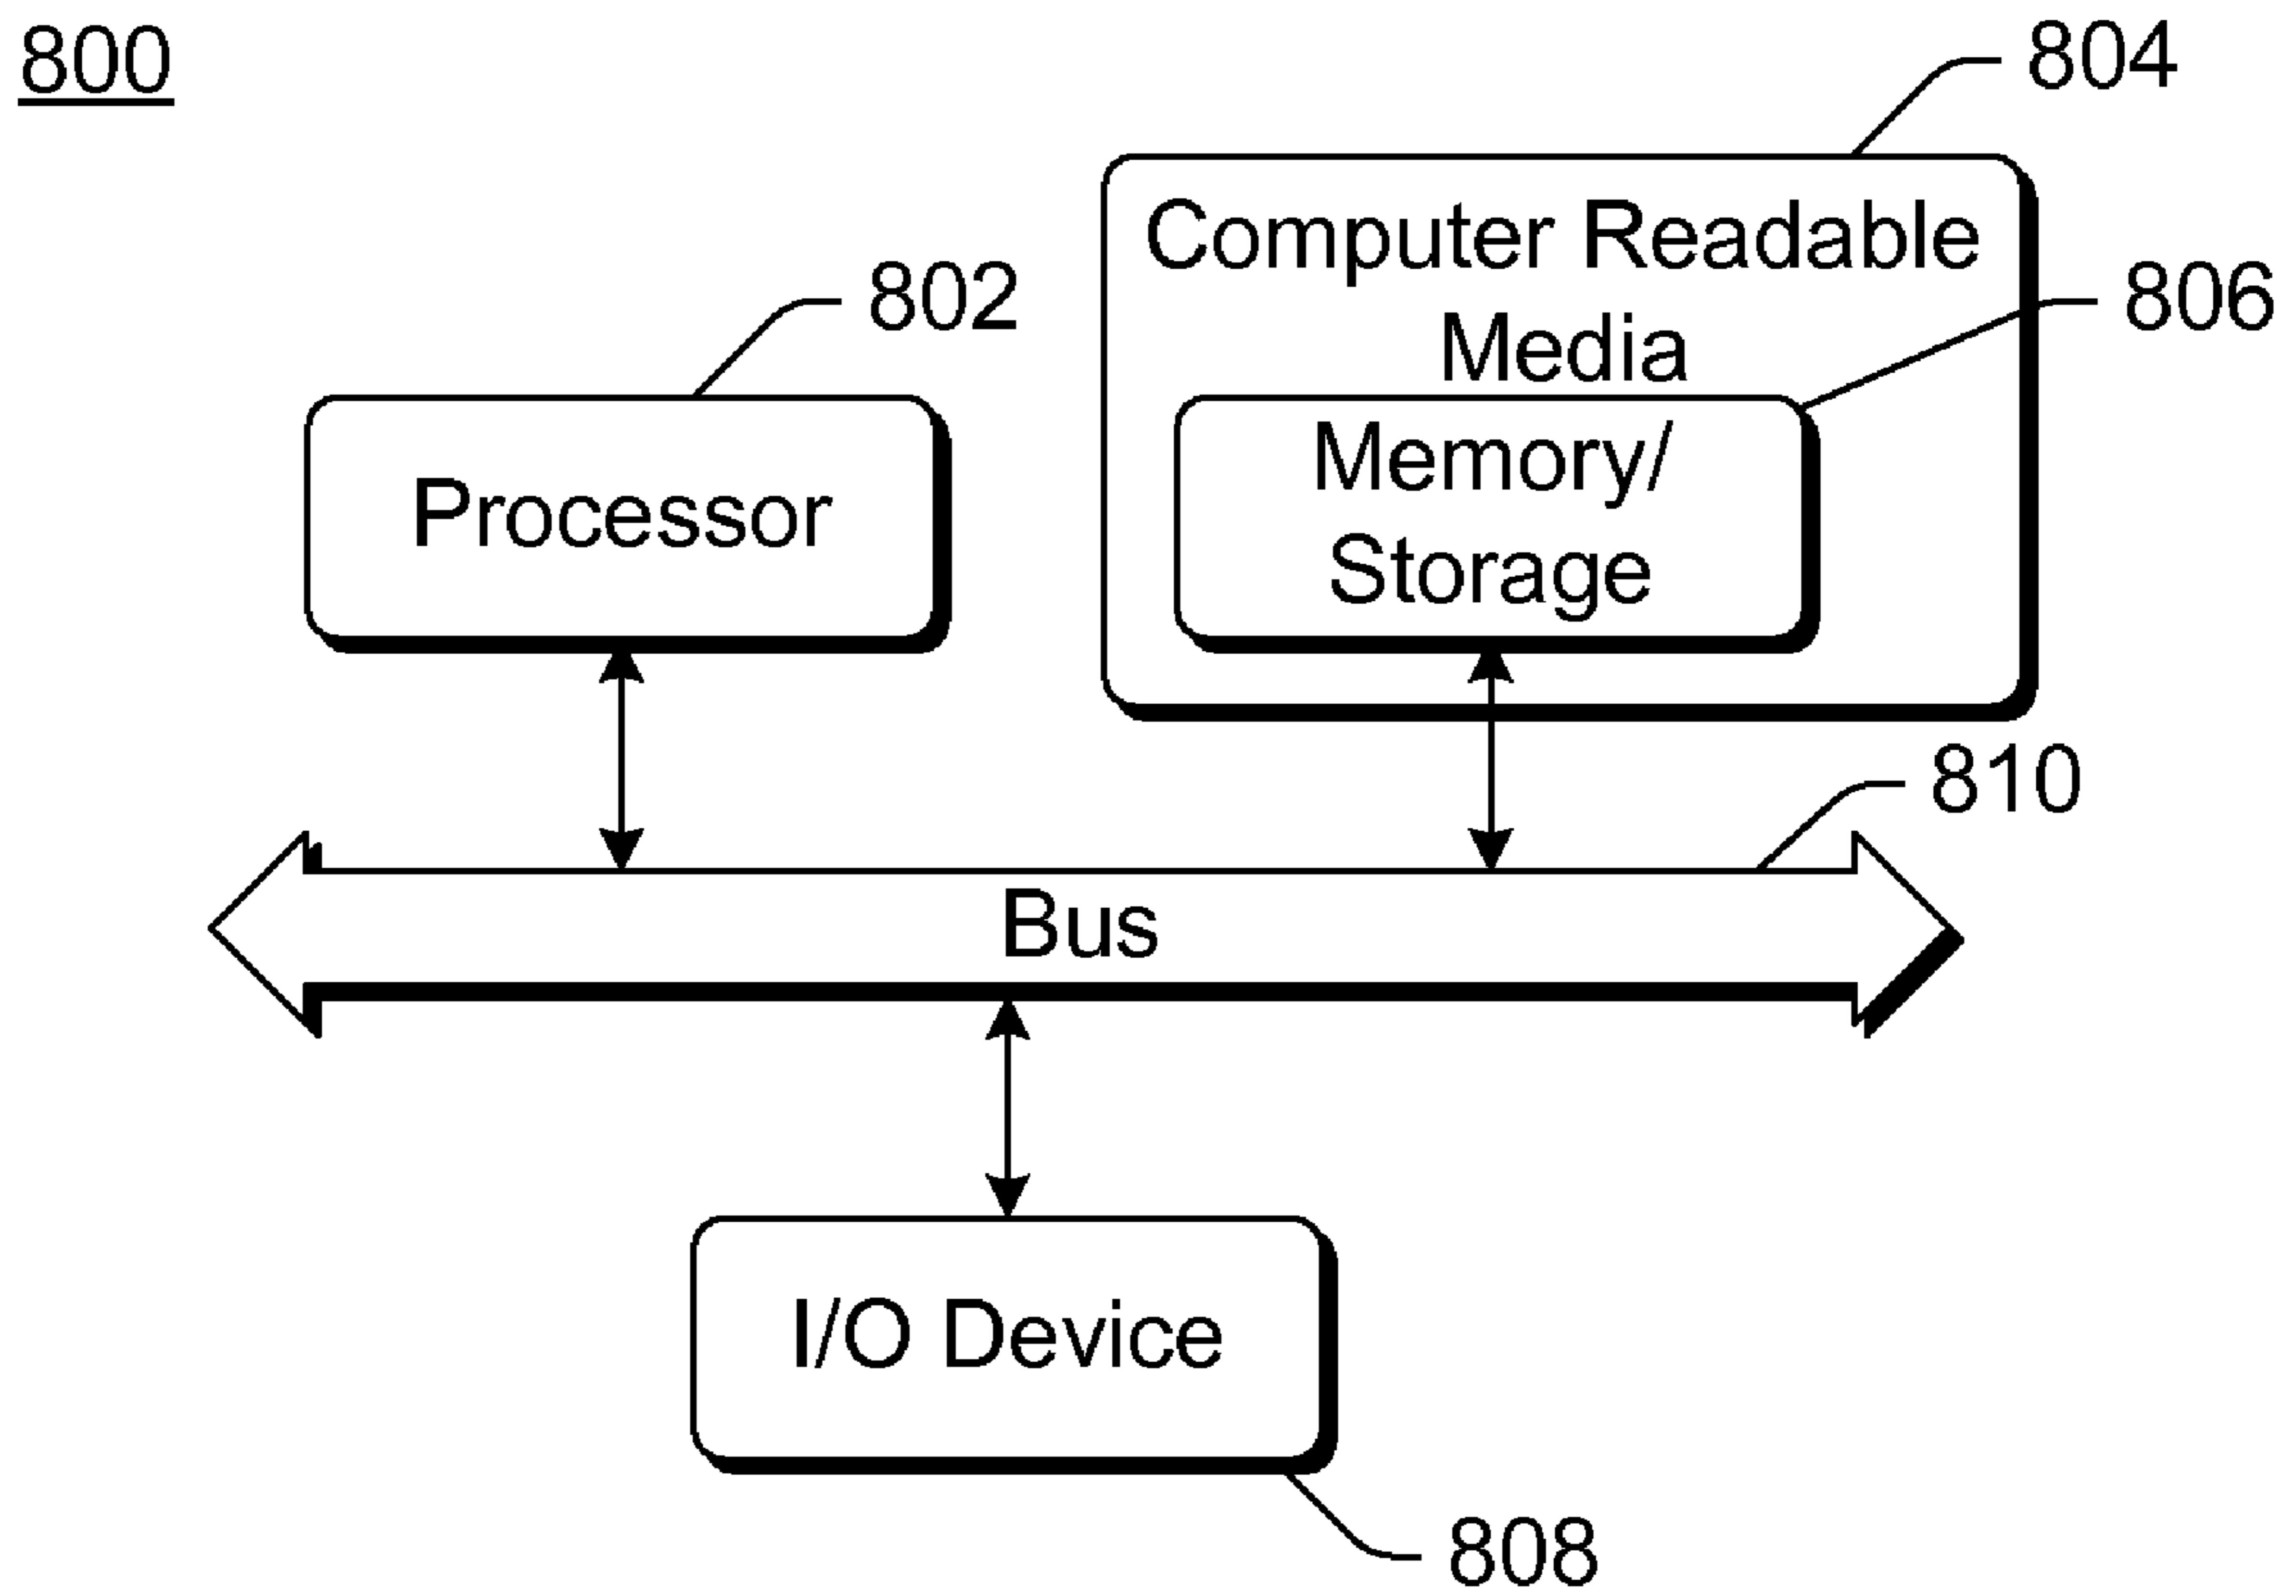 800
804
Computer Readable
Media
802
806
Processor
Memory/
Storage
810
Bus
I/O Device
808